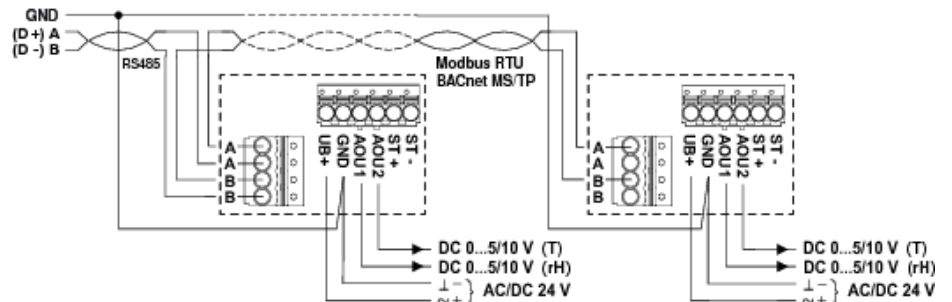 GND
(D+) A
(D-) B
RS485
Modbus RTU
BACnet MS/TP
UB+ GND AOU1 AOU2 ST + ST -
A
A
B
B
DC 0...5/10 V (T)
DC 0...5/10 V (rH)
⊥ -
≂ +
AC/DC 24 V
UB+ GND AOU1 AOU2 ST + ST -
A
A
B
B
DC 0...5/10 V (T)
DC 0...5/10 V (rH)
⊥ -
≂ +
AC/DC 24 V